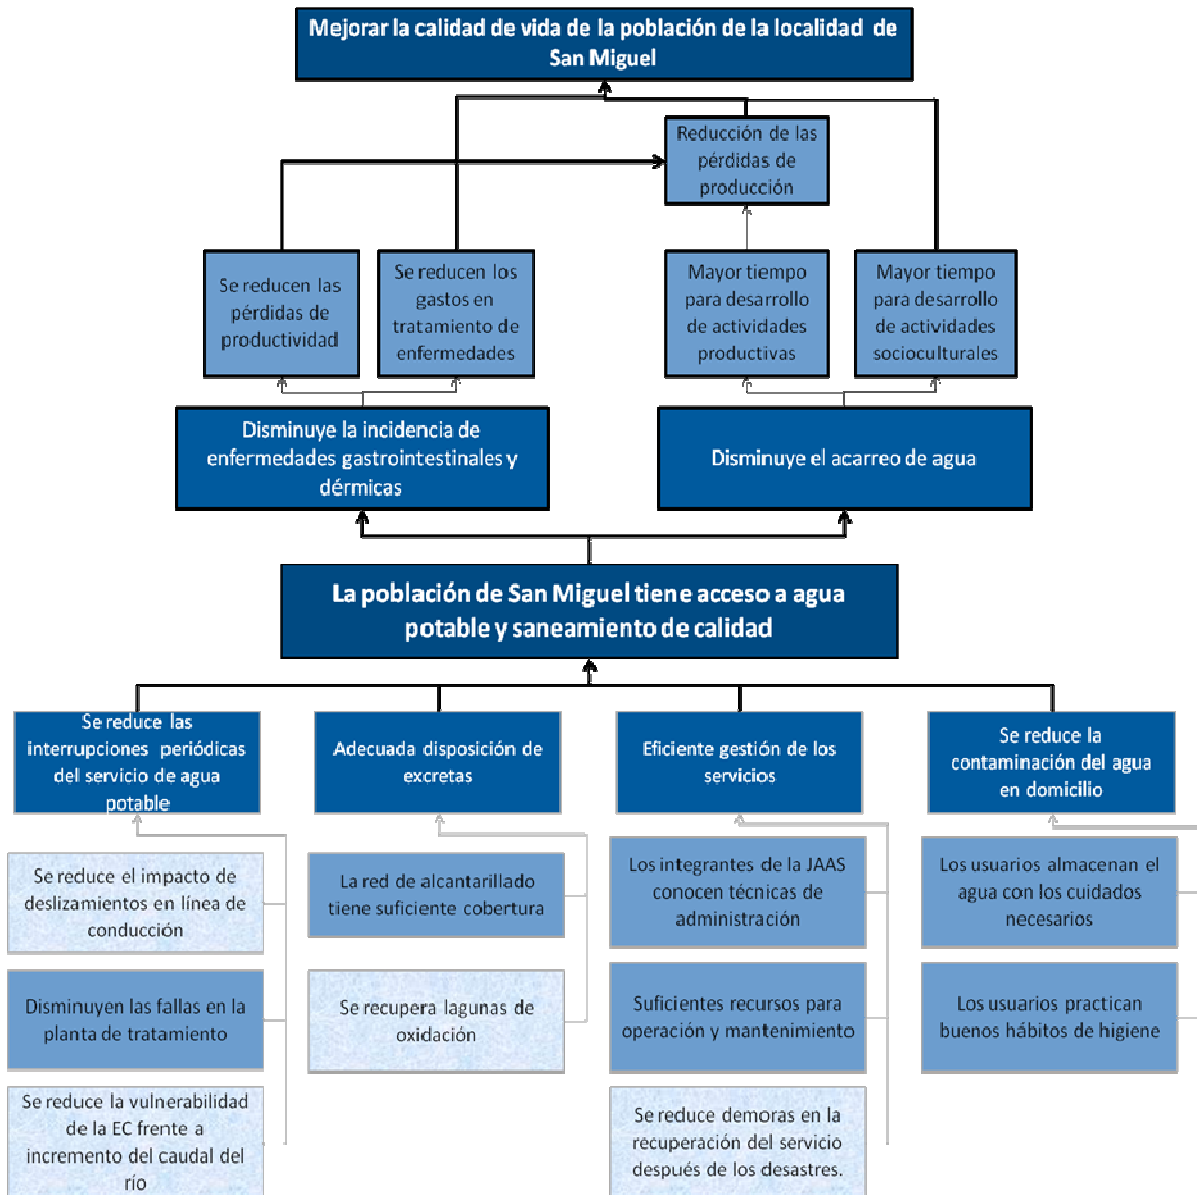 Mejorar la calidad de vida de la población de la localidad de
San Miguel
Reducción de las
pérdidas de
producción
Se reducen las
pérdidas de
productividad
Se reducen los
gastos en
tratamiento de
enfermedades
Mayor tiempo
para desarrollo
de actividades
productivas
Mayor tiempo
para desarrollo
de actividades
socioculturales
Disminuye la incidencia de
enfermedades gastrointestinales y
dérmicas
Disminuye el acarreo de agua
La población de San Miguel tiene acceso a agua
potable y saneamiento de calidad
Se reduce las
interrupciones periódicas
del servicio de agua
potable
Adecuada disposición de
excretas
Eficiente gestión de los
servicios
Se reduce la
contaminación del agua
en domicilio
Se reduce el impacto de
deslizamientos en línea de
conducción
La red de alcantarillado
tiene suficiente cobertura
Los integrantes de la JAAS
conocen técnicas de
administración
Los usuarios almacenan el
agua con los cuidados
necesarios
Disminuyen las fallas en la
planta de tratamiento
Se recupera lagunas de
oxidación
Suficientes recursos para
operación y mantenimiento
Los usuarios practican
buenos hábitos de higiene
Se reduce la vulnerabilidad
de la EC frente a
incremento del caudal del
río
Se reduce demoras en la
recuperación del servicio
después de los desastres.